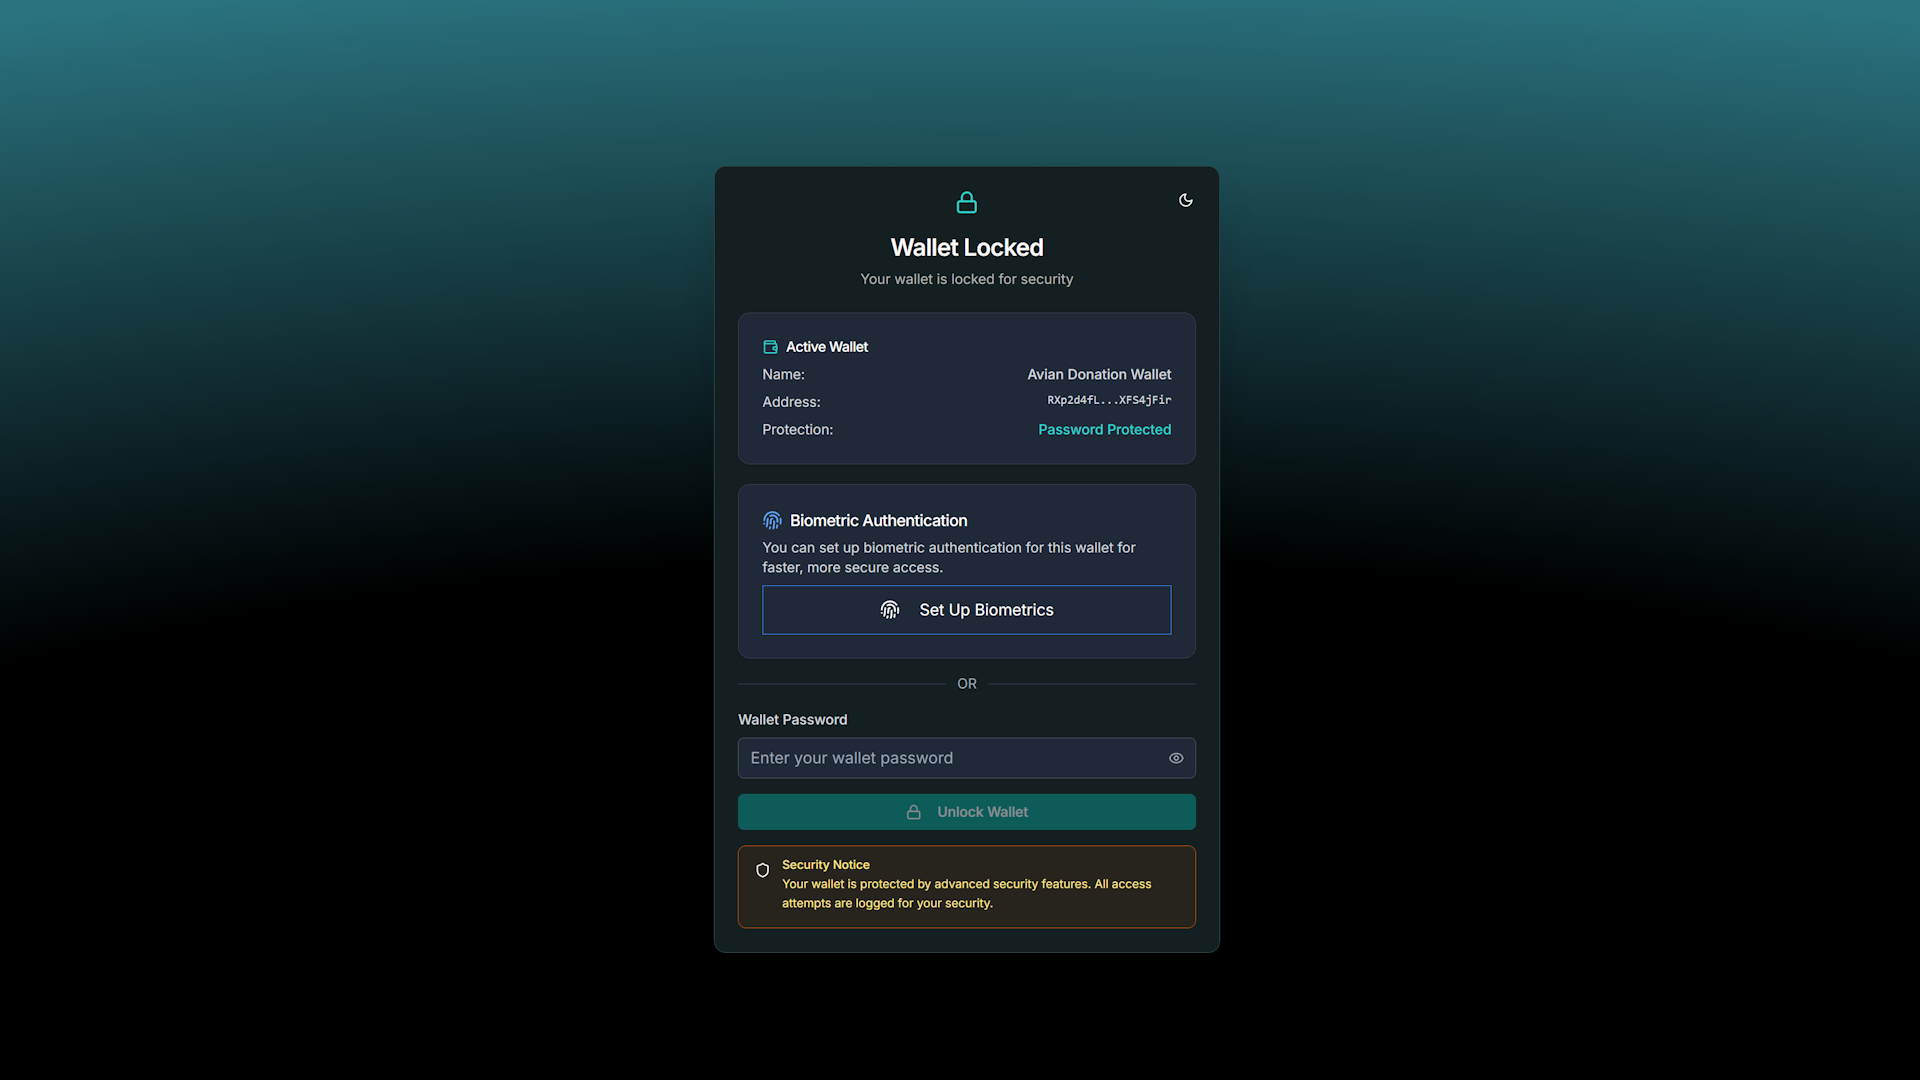 Wallet Locked
Your wallet is locked for security
Active Wallet
Name: Avian Donation Wallet
Address: RXp2d4fL...XFS4jFir
Protection: Password Protected
Biometric Authentication
You can set up biometric authentication for this wallet for
faster, more secure access.
Set Up Biometrics
OR
Wallet Password
Enter your wallet password
Unlock Wallet
Security Notice
Your wallet is protected by advanced security features. All access
attempts are logged for your security.